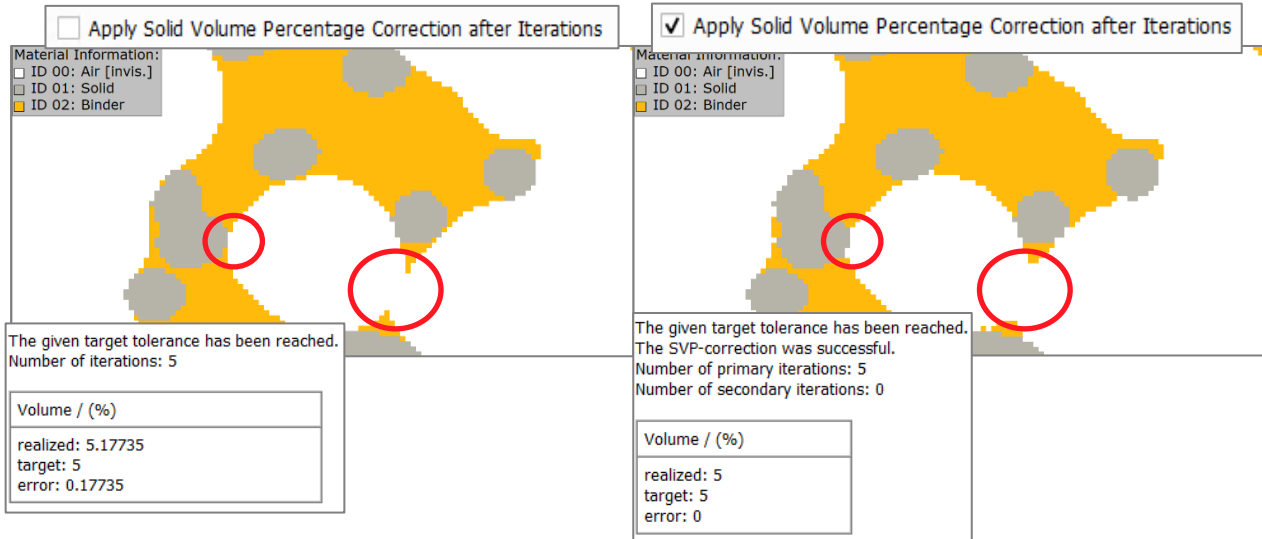 Apply Solid Volume Percentage Correction after Iterations
Material Information:
ID 00: Air [invis.]
ID 01: Solid
ID 02: Binder
The given target tolerance has been reached.
Number of iterations: 5
Volume / (%)
realized: 5.17735
target: 5
error: 0.17735
Apply Solid Volume Percentage Correction after Iterations
Material Information:
ID 00: Air [invis.]
ID 01: Solid
ID 02: Binder
The given target tolerance has been reached.
The SVP-correction was successful.
Number of primary iterations: 5
Number of secondary iterations: 0
Volume / (%)
realized: 5
target: 5
error: 0